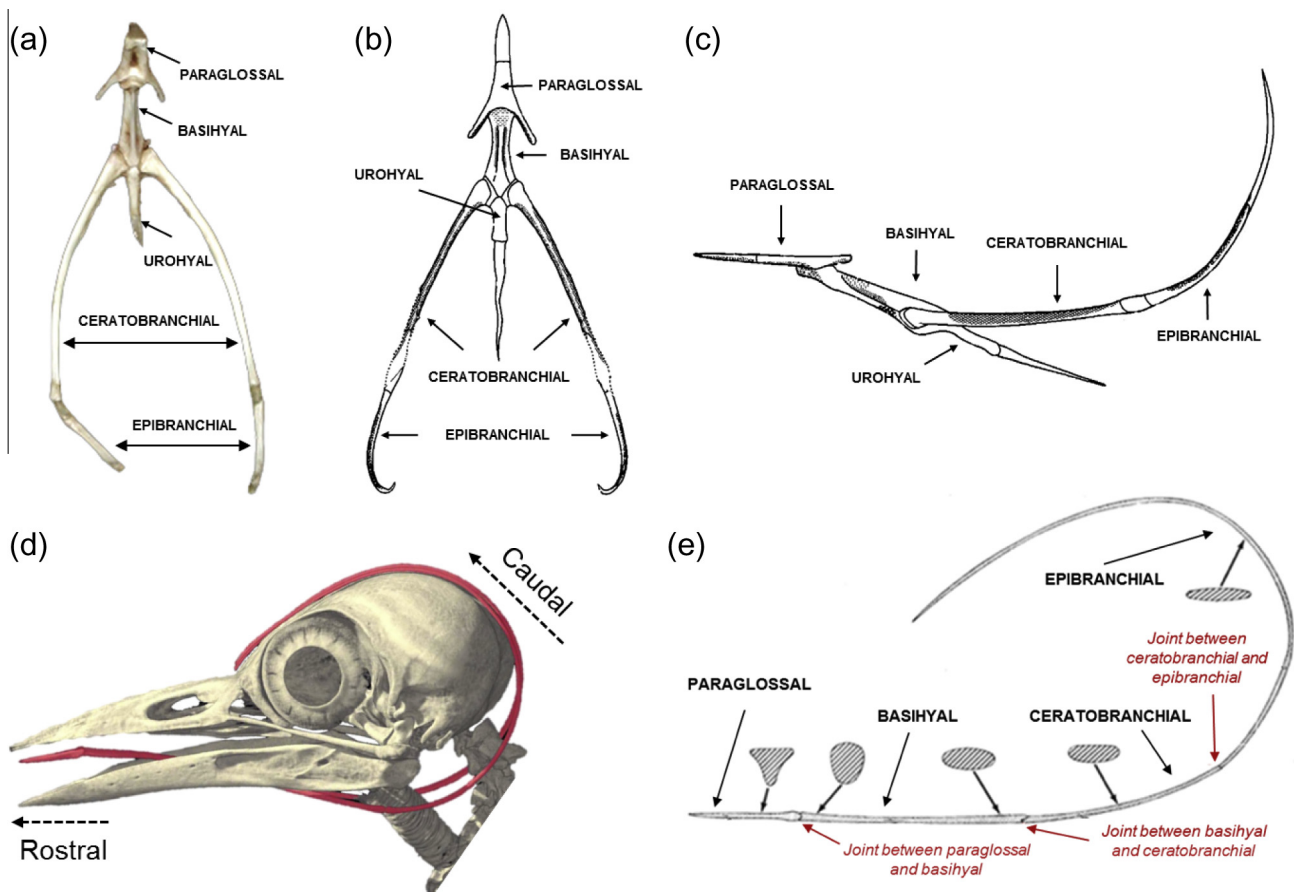 (a)
PARAGLOSSAL
BASIHYAL
UROHYAL
CERATOBRANCHIAL
EPIBRANCHIAL
(b)
PARAGLOSSAL
BASIHYAL
UROHYAL
CERATOBRANCHIAL
EPIBRANCHIAL
(c)
PARAGLOSSAL
BASIHYAL
CERATOBRANCHIAL
EPIBRANCHIAL
UROHYAL
(d)
Caudal
Rostral
(e)
EPIBRANCHIAL
Joint between
ceratobranchial and
epibranchial
PARAGLOSSAL
BASIHYAL
CERATOBRANCHIAL
Joint between paraglossal
and basihyal
Joint between basihyal
and ceratobranchial